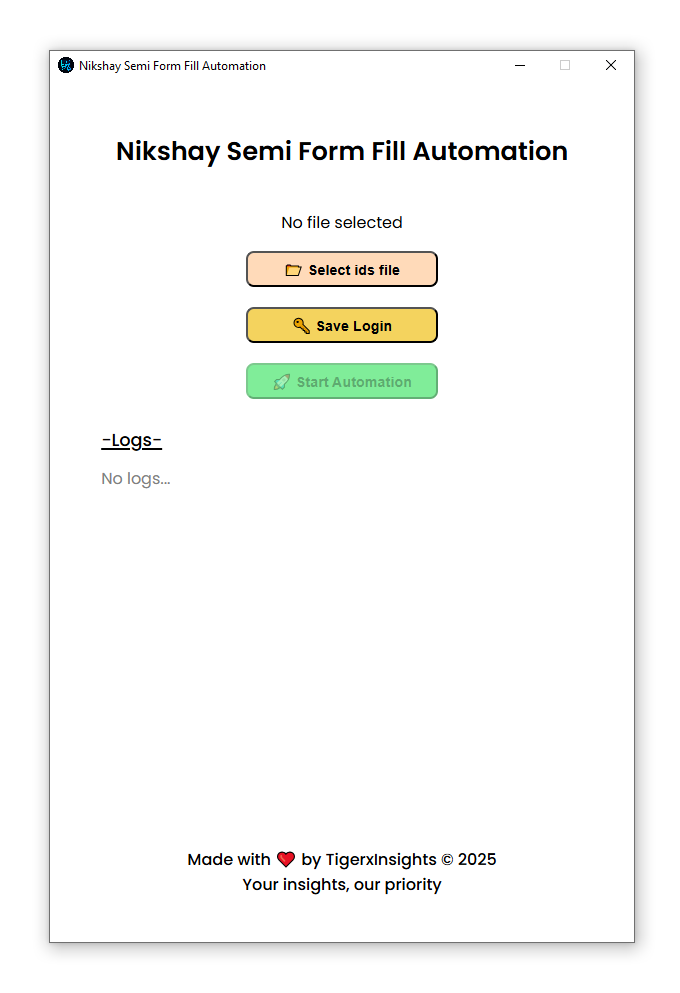 Nikshay Semi Form Fill Automation
Nikshay Semi Form Fill Automation
No file selected
📂 Select ids file
🔑 Save Login
🚀 Start Automation
-Logs-
No logs...
Made with ❤️ by TigerxInsights © 2025
Your insights, our priority